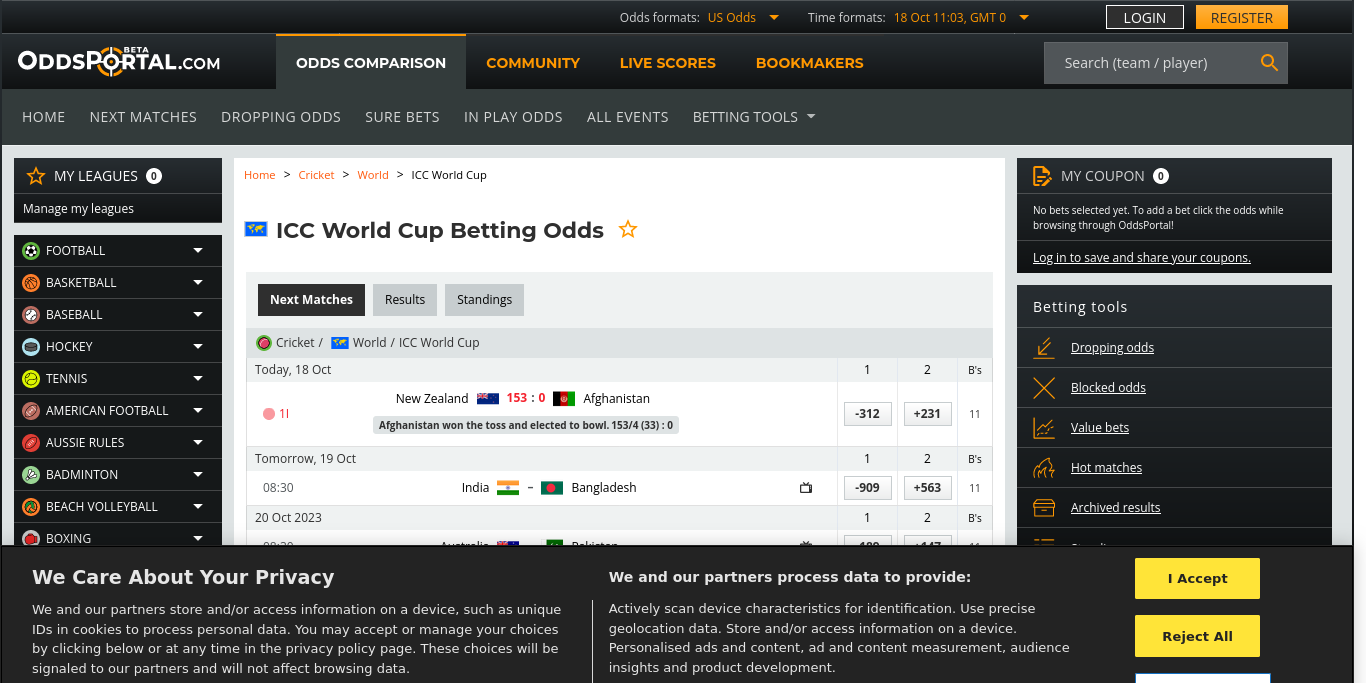 Odds formats: US Odds Time formats: 18 Oct 11:03, GMT 0 LOGIN REGISTER
ODDSPORTAL.COM BETA
ODDS COMPARISON COMMUNITY LIVE SCORES BOOKMAKERS
Search (team / player)
HOME NEXT MATCHES DROPPING ODDS SURE BETS IN PLAY ODDS ALL EVENTS BETTING TOOLS
MY LEAGUES 0
Manage my leagues
FOOTBALL
BASKETBALL
BASEBALL
HOCKEY
TENNIS
AMERICAN FOOTBALL
AUSSIE RULES
BADMINTON
BEACH VOLLEYBALL
BOXING
Home > Cricket > World > ICC World Cup
ICC World Cup Betting Odds
Next Matches Results Standings
Cricket / World / ICC World Cup
Today, 18 Oct 1 2 B's
New Zealand 153 : 0 Afghanistan
1I -312 +231 11
Afghanistan won the toss and elected to bowl. 153/4 (33) : 0
Tomorrow, 19 Oct 1 2 B's
08:30 India – Bangladesh -909 +563 11
20 Oct 2023 1 2 B's
MY COUPON 0
No bets selected yet. To add a bet click the odds while
browsing through OddsPortal!
Log in to save and share your coupons.
Betting tools
Dropping odds
Blocked odds
Value bets
Hot matches
Archived results
We Care About Your Privacy
We and our partners store and/or access information on a device, such as unique
IDs in cookies to process personal data. You may accept or manage your choices
by clicking below or at any time in the privacy policy page. These choices will be
signaled to our partners and will not affect browsing data.
We and our partners process data to provide:
Actively scan device characteristics for identification. Use precise
geolocation data. Store and/or access information on a device.
Personalised ads and content, ad and content measurement, audience
insights and product development.
I Accept
Reject All